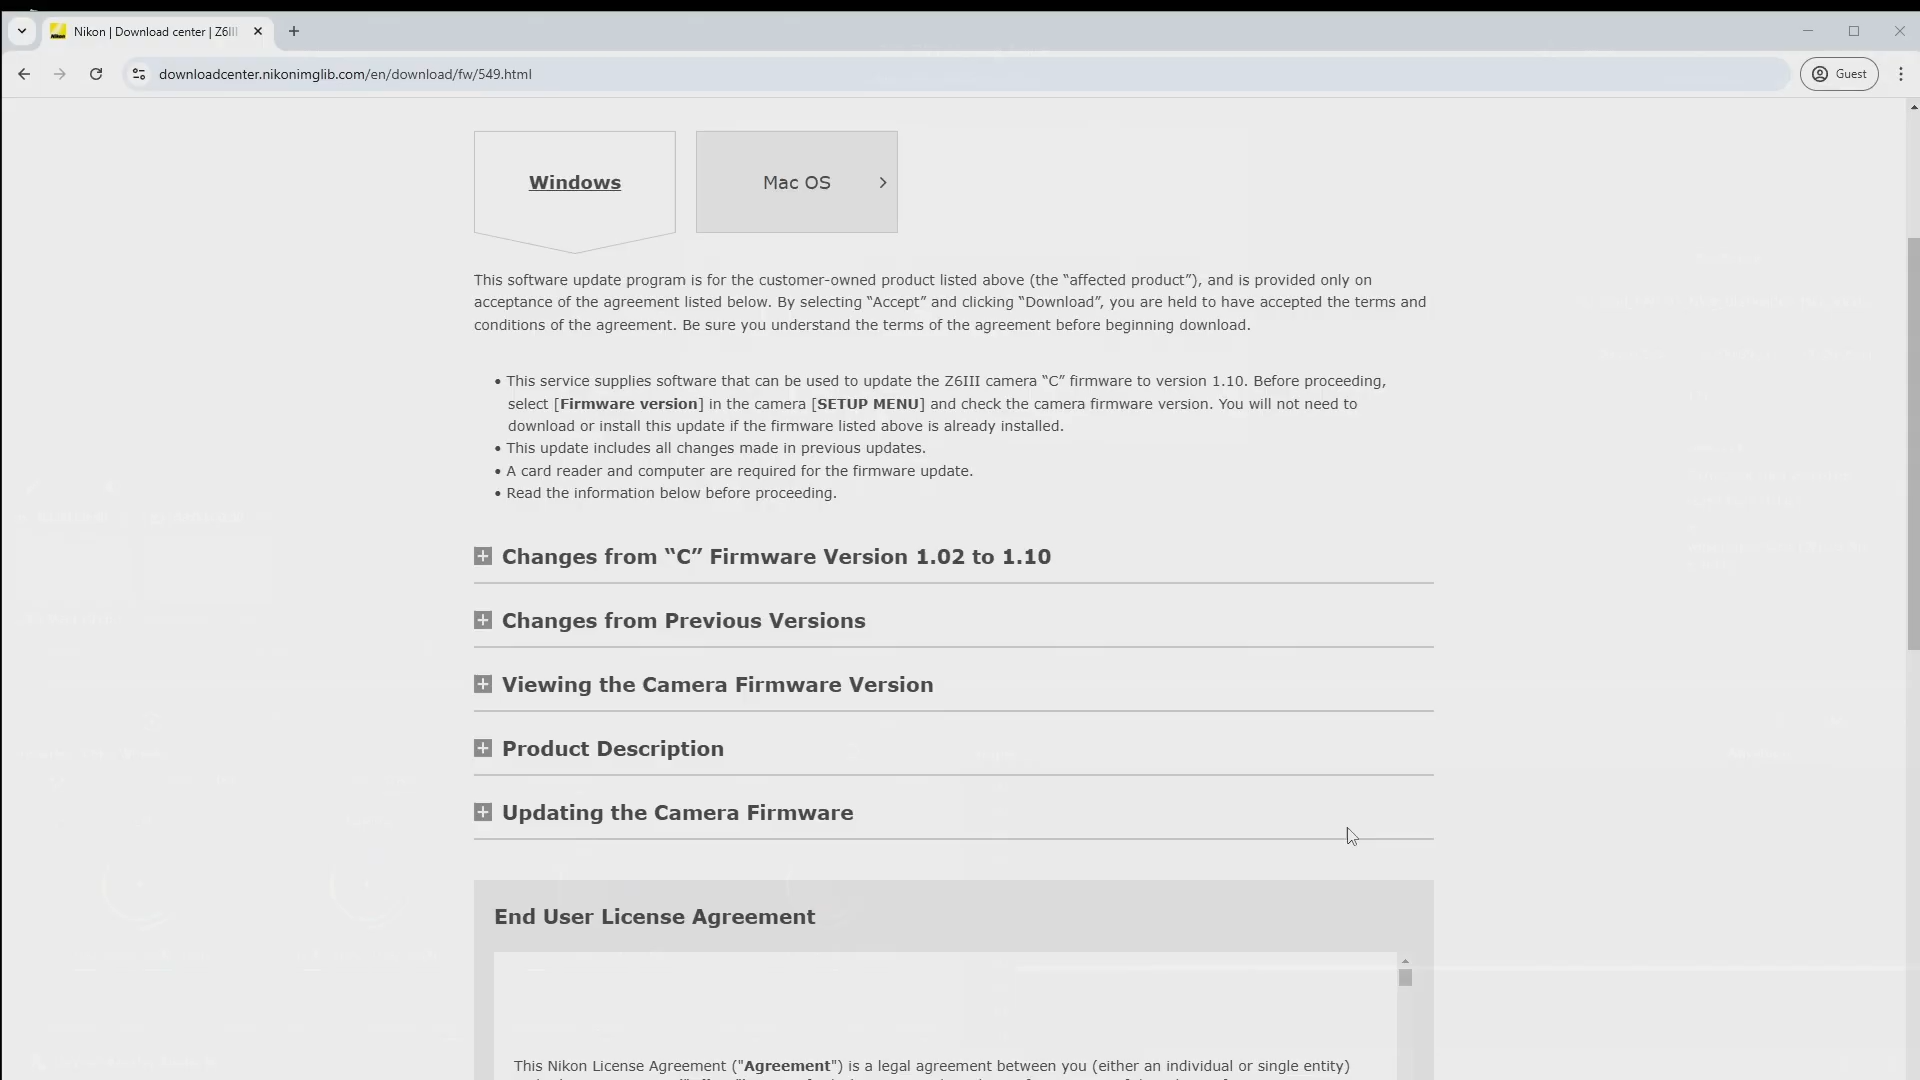 Nikon | Download center | Z6III
downloadcenter.nikonimglib.com/en/download/fw/549.html
Guest
Windows
Mac OS
This software update program is for the customer-owned product listed above (the “affected product”), and is provided only on
acceptance of the agreement listed below. By selecting “Accept” and clicking “Download”, you are held to have accepted the terms and
conditions of the agreement. Be sure you understand the terms of the agreement before beginning download.
• This service supplies software that can be used to update the Z6III camera “C” firmware to version 1.10. Before proceeding,
select [Firmware version] in the camera [SETUP MENU] and check the camera firmware version. You will not need to
download or install this update if the firmware listed above is already installed.
• This update includes all changes made in previous updates.
• A card reader and computer are required for the firmware update.
• Read the information below before proceeding.
Changes from “C” Firmware Version 1.02 to 1.10
Changes from Previous Versions
Viewing the Camera Firmware Version
Product Description
Updating the Camera Firmware
End User License Agreement
This Nikon License Agreement ("Agreement") is a legal agreement between you (either an individual or single entity)